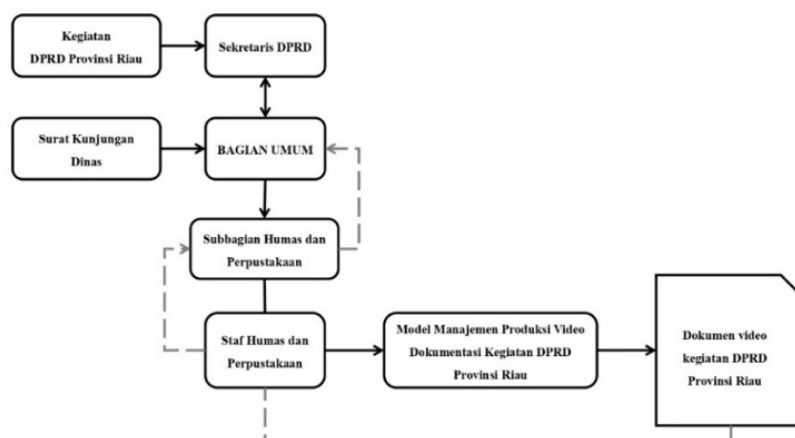 Kegiatan
DPRD Provinsi Riau
Sekretaris DPRD
Surat Kunjungan
Dinas
BAGIAN UMUM
Subbagian Humas dan
Perpustakaan
Staf Humas dan
Perpustakaan
Model Manajemen Produksi Video
Dokumentasi Kegiatan DPRD
Provinsi Riau
Dokumen video
kegiatan DPRD
Provinsi Riau